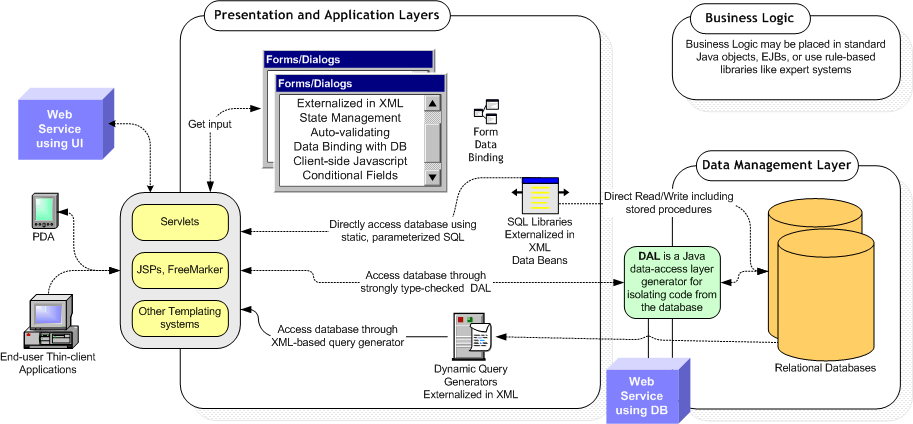 Presentation and Application Layers
Business Logic
Business Logic may be placed in standard
Java objects, EJBs, or use rule-based
libraries like expert systems
Forms/Dialogs
Forms/Dialogs
Externalized in XML
State Management
Auto-validating
Data Binding with DB
Client-side Javascript
Conditional Fields
Web
Service
using UI
Get input
Form
Data
Binding
Data Management Layer
PDA
Servlets
JSPs, FreeMarker
Other Templating
systems
End-user Thin-client
Applications
Directly access database using
static, parameterized SQL
SQL Libraries
Externalized in
XML
Data Beans
Direct Read/Write including
stored procedures
Access database through
strongly type-checked DAL
DAL is a Java
data-access layer
generator for
isolating code from
the database
Access database through
XML-based query generator
Dynamic Query
Generators
Externalized in XML
Relational Databases
Web
Service
using DB